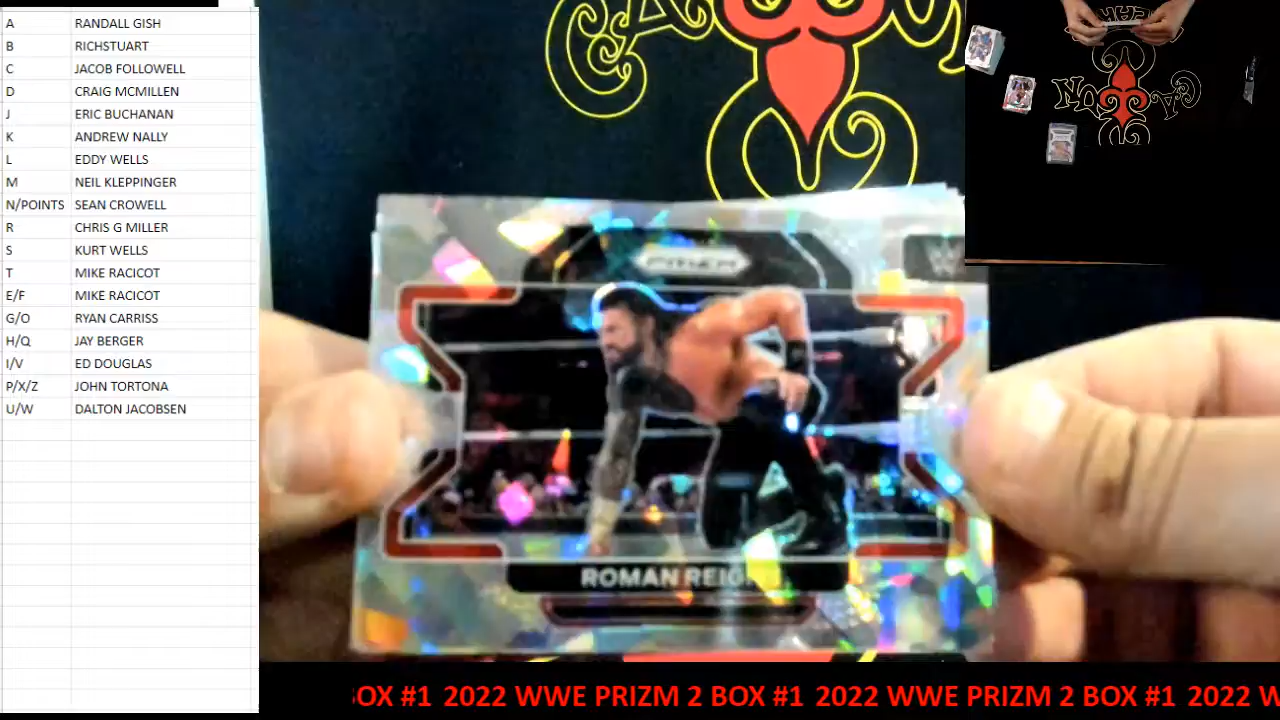 A RANDALL GISH
B RICHSTUART
C JACOB FOLLOWELL
D CRAIG MCMILLEN
J ERIC BUCHANAN
K ANDREW NALLY
L EDDY WELLS
M NEIL KLEPPINGER
N/POINTS SEAN CROWELL
R CHRIS G MILLER
S KURT WELLS
T MIKE RACICOT
E/F MIKE RACICOT
G/O RYAN CARRISS
H/Q JAY BERGER
I/V ED DOUGLAS
P/X/Z JOHN TORTONA
U/W DALTON JACOBSEN
PRIZM
ROMAN REIG
BOX #1 2022 WWE PRIZM 2 BOX #1 2022 WWE PRIZM 2 BOX #1 2022 W